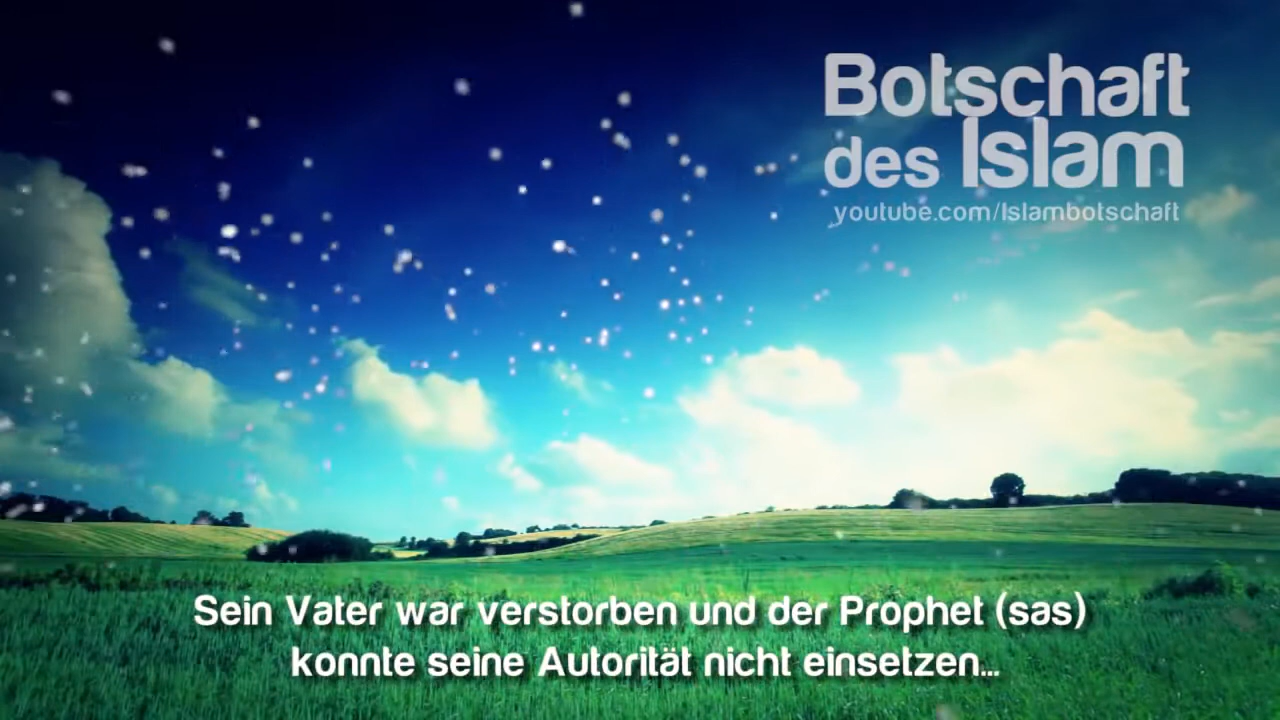 Botschaft
des Islam
youtube.com/Islambotschaft
Sein Vater war verstorben und der Prophet (sas)
konnte seine Autorität nicht einsetzen...